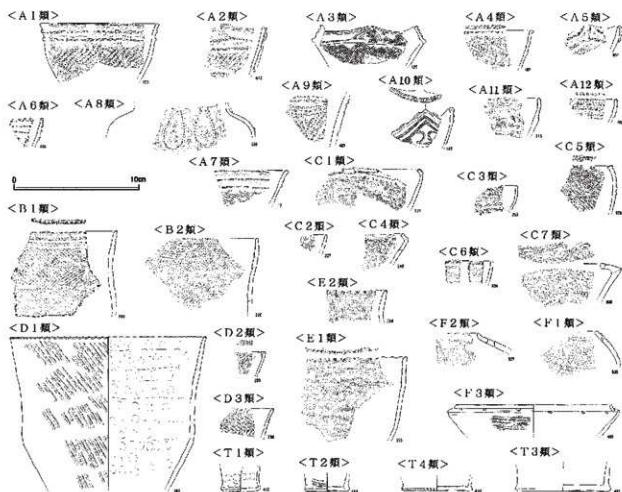 <A1類> <A2類> <A3類> <A4類> <A5類>
<A6類> <A8類> <A9類> <A10類> <A11類> <A12類>
<A7類> <C1類> <C3類> <C5類>
0 10cm
<B1類> <B2類> <C2類> <C4類> <C6類> <C7類>
<E2類>
<D1類> <D2類> <E1類> <F2類> <F1類>
<D3類> <F3類>
<T1類> <T2類> <T4類> <T3類>